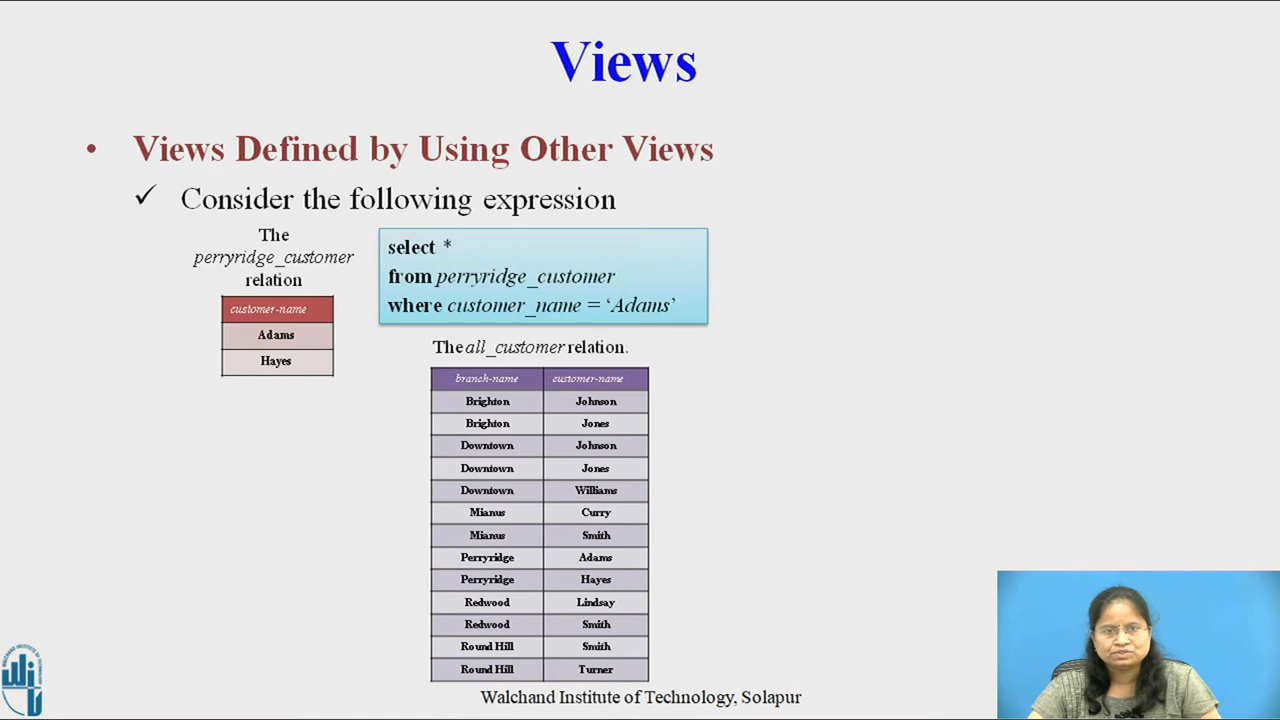 Views
• Views Defined by Using Other Views
✓ Consider the following expression
The
perryridge_customer
relation
customer-name
Adams
Hayes
select *
from perryridge_customer
where customer_name = ‘Adams’
The all_customer relation.
branch-name customer-name
Brighton Johnson
Brighton Jones
Downtown Johnson
Downtown Jones
Downtown Williams
Mianus Curry
Mianus Smith
Perryridge Adams
Perryridge Hayes
Redwood Lindsay
Redwood Smith
Round Hill Smith
Round Hill Turner
Walchand Institute of Technology, Solapur